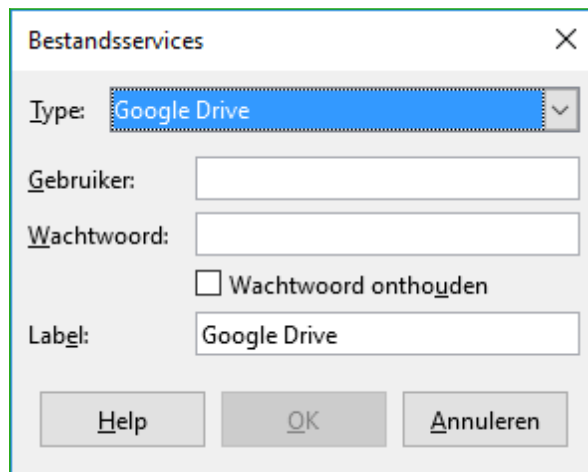 Bestandsservices
Type: Google Drive
Gebruiker:
Wachtwoord:
Wachtwoord onthouden
Label: Google Drive
Help OK Annuleren